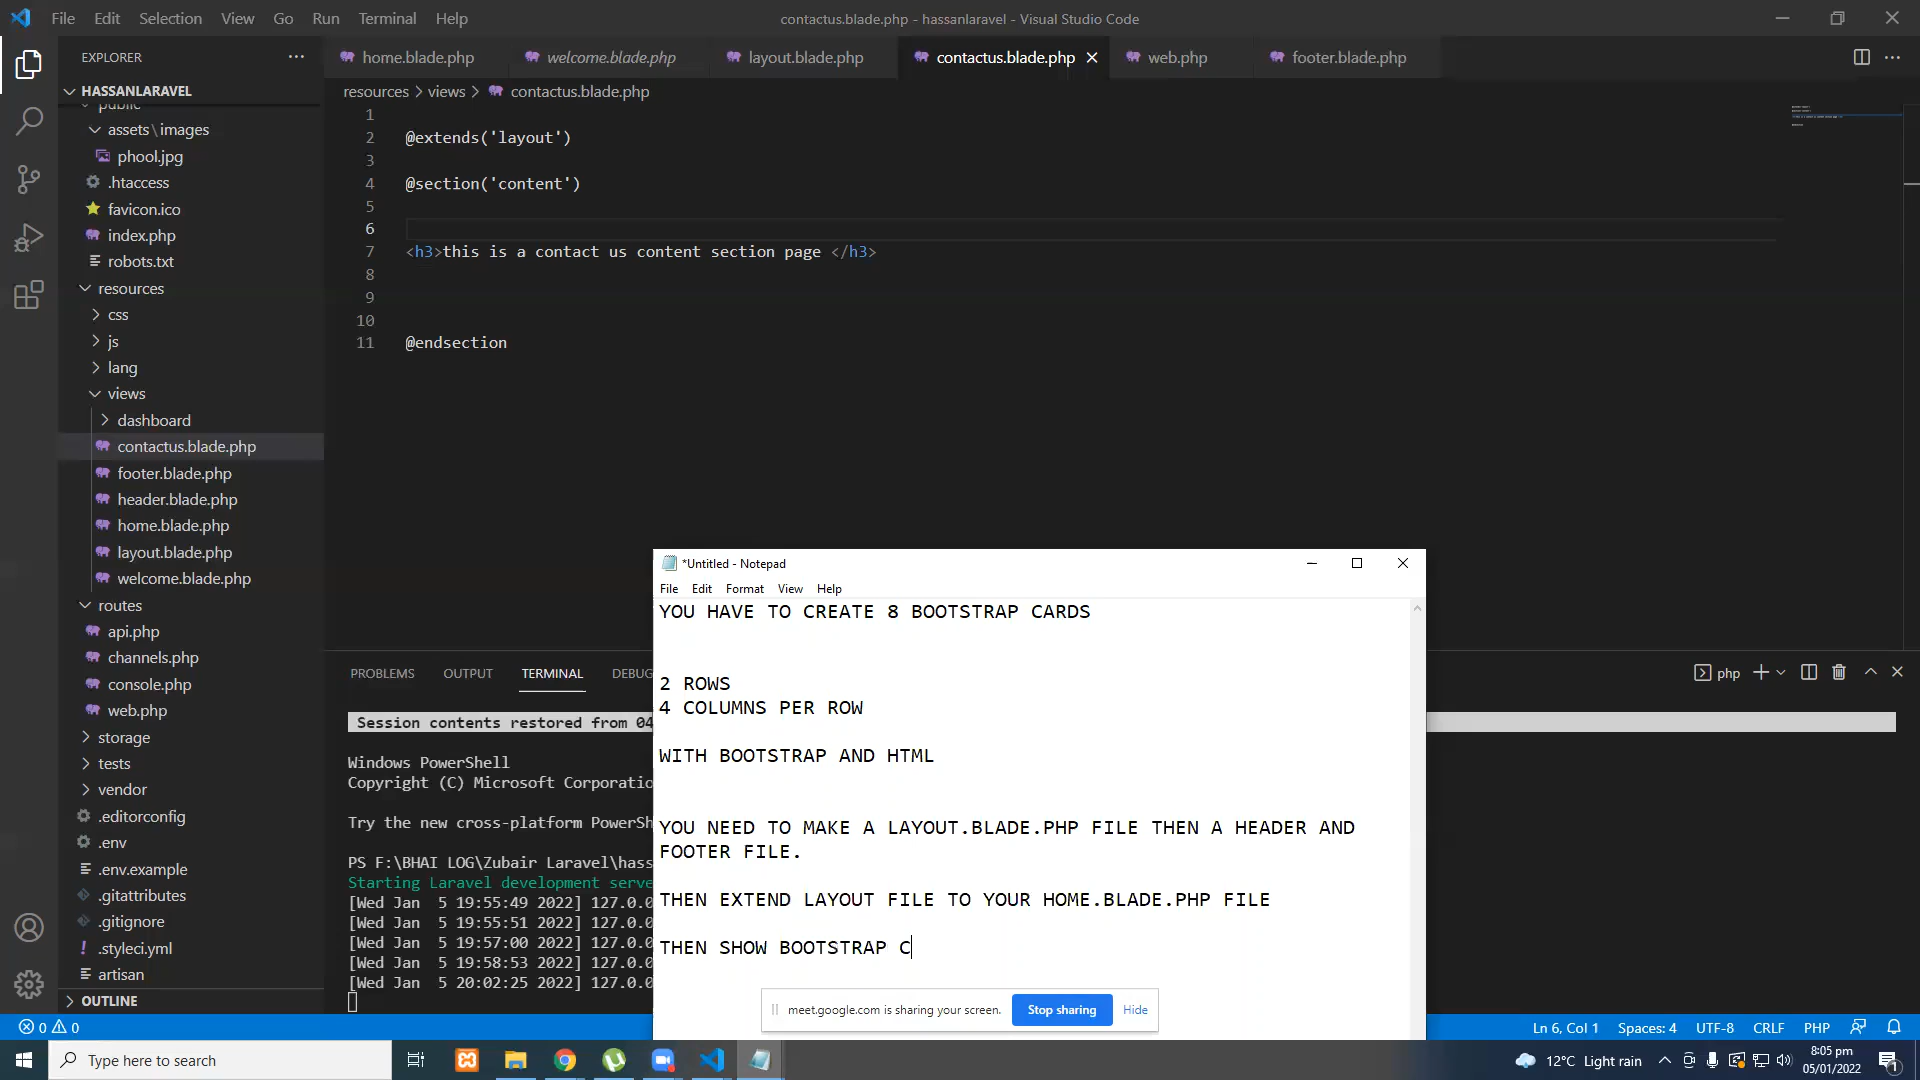 File Edit Selection View Go Run Terminal Help
contactus.blade.php - hassanlaravel - Visual Studio Code
EXPLORER
home.blade.php
welcome.blade.php
layout.blade.php
contactus.blade.php
web.php
footer.blade.php
HASSANLARAVEL
resources > views > contactus.blade.php
public
assets\images
phool.jpg
.htaccess
favicon.ico
index.php
robots.txt
resources
css
js
lang
views
dashboard
contactus.blade.php
footer.blade.php
header.blade.php
home.blade.php
layout.blade.php
welcome.blade.php
routes
api.php
channels.php
console.php
web.php
storage
tests
vendor
.editorconfig
.env
.env.example
.gitattributes
.gitignore
.styleci.yml
artisan
OUTLINE
1
2 @extends('layout')
3
4 @section('content')
5
6
7 <h3>this is a contact us content section page </h3>
8
9
10
11 @endsection
PROBLEMS OUTPUT TERMINAL DEBUG
php
Session contents restored from 04
Windows PowerShell
Copyright (C) Microsoft Corporatio
Try the new cross-platform PowerSh
PS F:\BHAI LOG\Zubair Laravel\hass
Starting Laravel development serve
[Wed Jan 5 19:55:49 2022] 127.0.0
[Wed Jan 5 19:55:51 2022] 127.0.0
[Wed Jan 5 19:57:00 2022] 127.0.0
[Wed Jan 5 19:58:53 2022] 127.0.0
[Wed Jan 5 20:02:25 2022] 127.0.0
*Untitled - Notepad
File Edit Format View Help
YOU HAVE TO CREATE 8 BOOTSTRAP CARDS
2 ROWS
4 COLUMNS PER ROW
WITH BOOTSTRAP AND HTML
YOU NEED TO MAKE A LAYOUT.BLADE.PHP FILE THEN A HEADER AND
FOOTER FILE.
THEN EXTEND LAYOUT FILE TO YOUR HOME.BLADE.PHP FILE
THEN SHOW BOOTSTRAP C
meet.google.com is sharing your screen. Stop sharing Hide
0 0
Ln 6, Col 1 Spaces: 4 UTF-8 CRLF PHP
Type here to search
12°C Light rain
8:05 pm
05/01/2022
1